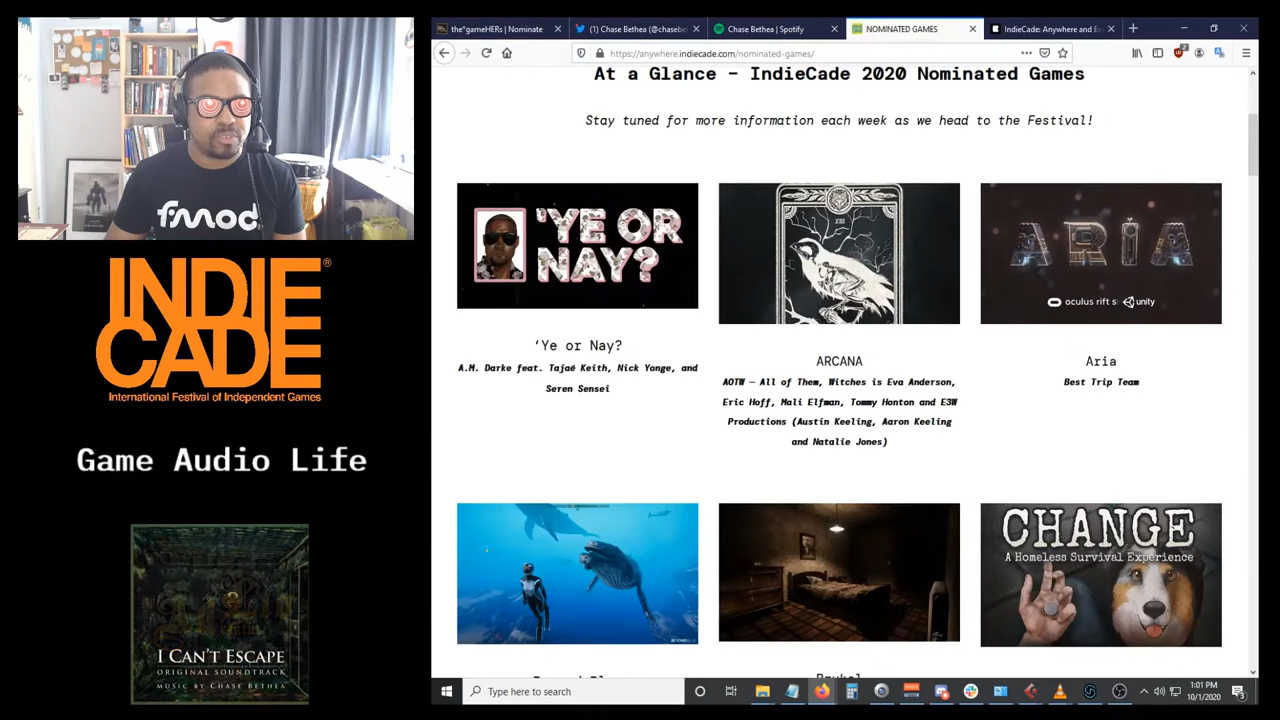 the*gameHERs | Nominate
(1) Chase Bethea (@chasebe
Chase Bethea | Spotify
NOMINATED GAMES
IndieCade: Anywhere and Ev
https://anywhere.indiecade.com/nominated-games/
At a Glance – IndieCade 2020 Nominated Games
Stay tuned for more information each week as we head to the Festival!
fmod
'YE OR
NAY?
XIII
ARIA
oculus rift s
unity
'Ye or Nay?
A.M. Darke feat. Tajaé Keith, Nick Yonge, and
Seren Sensei
ARCANA
AOTW – All of Them, Witches is Eva Anderson,
Eric Hoff, Mali Elfman, Tommy Honton and E3W
Productions (Austin Keeling, Aaron Keeling
and Natalie Jones)
Aria
Best Trip Team
INDIE
CADE®
International Festival of Independent Games
Game Audio Life
I CAN'T ESCAPE
ORIGINAL SOUNDTRACK
MUSIC BY CHASE BETHEA
BEYOND BLUE
CHANGE
A Homeless Survival Experience
Type here to search
1:01 PM
10/1/2020